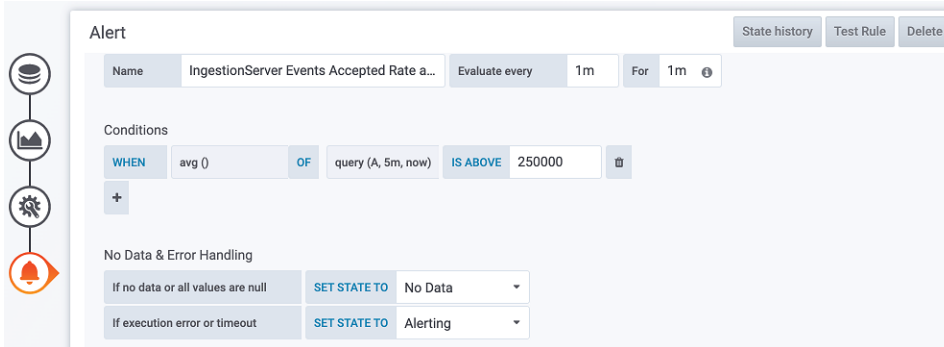 Alert State history Test Rule Delete
Name IngestionServer Events Accepted Rate a... Evaluate every 1m For 1m
Conditions
WHEN avg () OF query (A, 5m, now) IS ABOVE 250000
+
No Data & Error Handling
If no data or all values are null SET STATE TO No Data
If execution error or timeout SET STATE TO Alerting